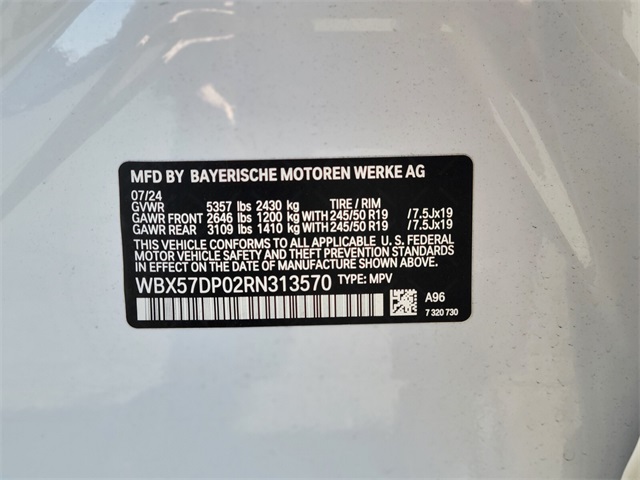 MFD BY BAYERISCHE MOTOREN WERKE AG
07/24
GVWR 5357 lbs 2430 kg TIRE / RIM
GAWR FRONT 2646 lbs 1200 kg WITH 245/50 R19 /7.5Jx19
GAWR REAR 3109 lbs 1410 kg WITH 245/50 R19 /7.5Jx19
THIS VEHICLE CONFORMS TO ALL APPLICABLE U. S. FEDERAL
MOTOR VEHICLE SAFETY AND THEFT PREVENTION STANDARDS
IN EFFECT ON THE DATE OF MANUFACTURE SHOWN ABOVE.
WBX57DP02RN313570 TYPE: MPV
A96
7 320 730